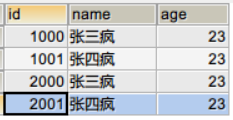 id name age
1000 张三疯 23
1001 张四疯 23
2000 张三疯 23
2001 张四疯 23